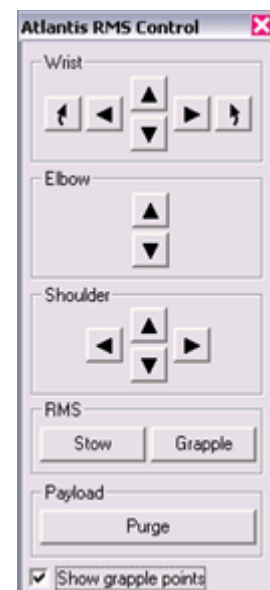 Atlantis RMS Control
Wrist
Elbow
Shoulder
RMS
Stow Grapple
Payload
Purge
Show grapple points